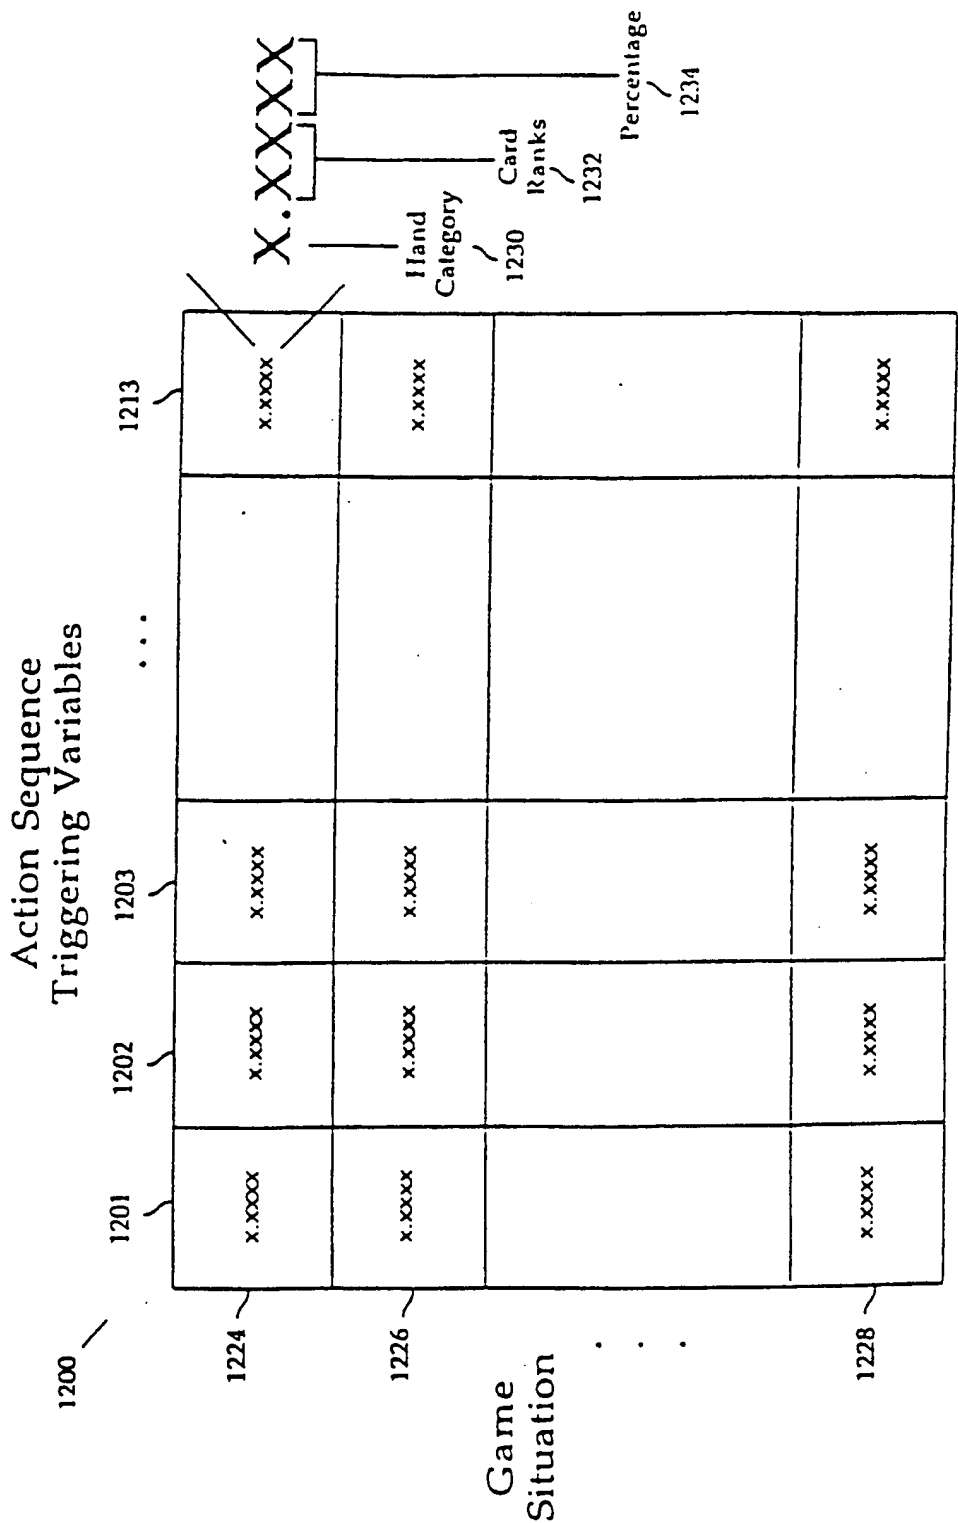 Action Sequence
Triggering Variables
1200
1201
1202
1203
. . .
1213
1224
x.xxxx
x.xxxx
x.xxxx
x.xxxx
1226
x.xxxx
x.xxxx
x.xxxx
x.xxxx
Game
Situation
. . .
1228
x.xxxx
x.xxxx
x.xxxx
x.xxxx
X.XXXX
Hand
Category
1230
Card
Ranks
1232
Percentage
1234